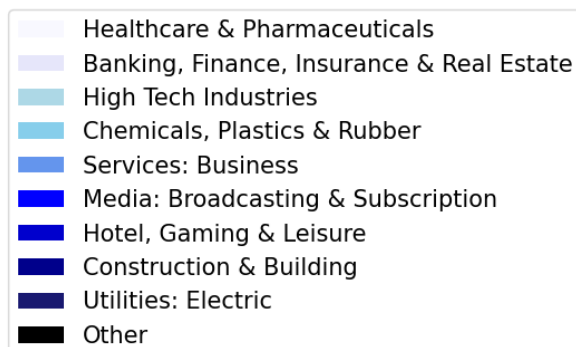 Healthcare & Pharmaceuticals
Banking, Finance, Insurance & Real Estate
High Tech Industries
Chemicals, Plastics & Rubber
Services: Business
Media: Broadcasting & Subscription
Hotel, Gaming & Leisure
Construction & Building
Utilities: Electric
Other